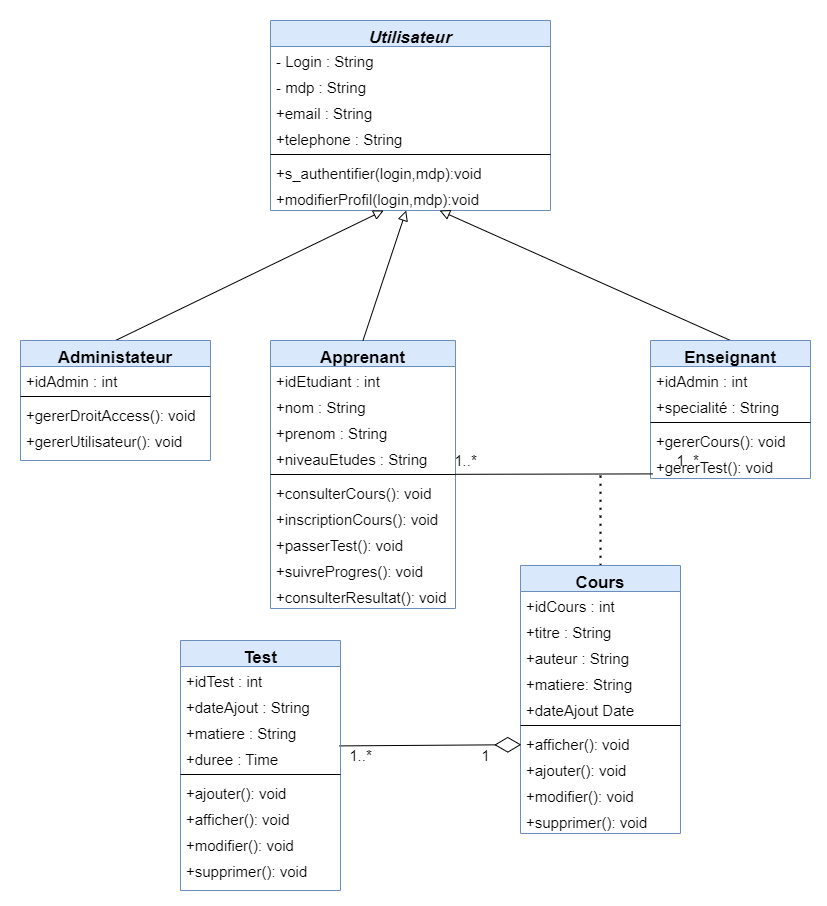 Utilisateur
- Login : String
- mdp : String
+email : String
+telephone : String
+s_authentifier(login,mdp):void
+modifierProfil(login,mdp):void
Administateur
+idAdmin : int
+gererDroitAccess(): void
+gererUtilisateur(): void
Apprenant
+idEtudiant : int
+nom : String
+prenom : String
+niveauEtudes : String
+consulterCours(): void
+inscriptionCours(): void
+passerTest(): void
+suivreProgres(): void
+consulterResultat(): void
1..*
Enseignant
+idAdmin : int
+specialité : String
+gererCours(): void
+gererTest(): void
1..*
Cours
+idCours : int
+titre : String
+auteur : String
+matiere: String
+dateAjout Date
+afficher(): void
+ajouter(): void
+modifier(): void
+supprimer(): void
Test
+idTest : int
+dateAjout : String
+matiere : String
+duree : Time
+ajouter(): void
+afficher(): void
+modifier(): void
+supprimer(): void
1..*
1